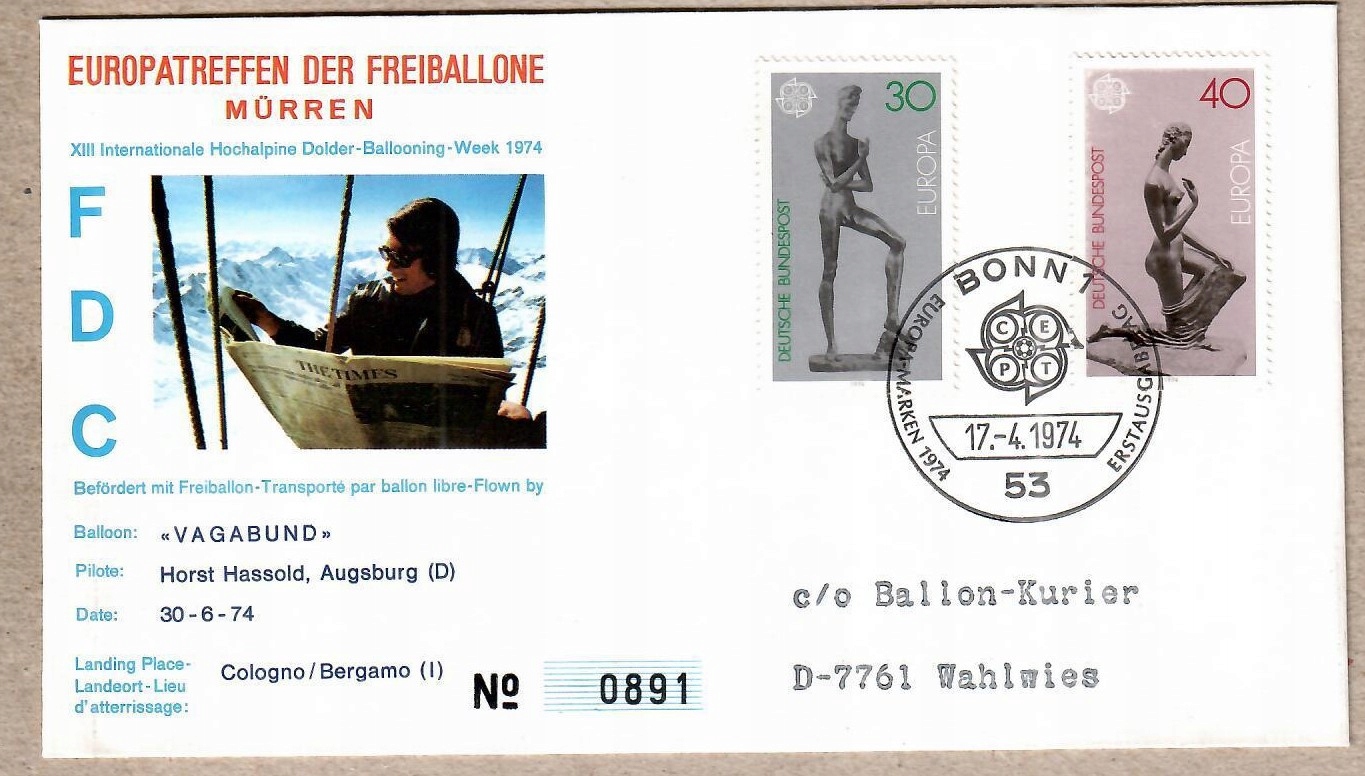 EUROPATREFFEN DER FREIBALLONE
MÜRREN
XIII Internationale Hochalpine Dolder-Ballooning-Week 1974
F
D
C
THE TIMES
Befördert mit Freiballon-Transporté par ballon libre-Flown by
Balloon: «VAGABUND»
Pilote: Horst Hassold, Augsburg (D)
Date: 30-6-74
Landing Place-
Landeort-Lieu
d'atterrissage:
Cologno/Bergamo (I)
Nº 0891
30
EUROPA
DEUTSCHE BUNDESPOST
40
EUROPA
DEUTSCHE BUNDESPOST
BONN 1
EUROPA-MARKEN 1974
ERSTAUSGABETAG
C E
P T
17.-4.1974
53
c/o Ballon-Kurier
D-7761 Wahlwies